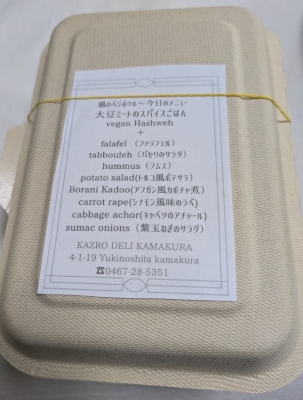 風のベジボウル～今日のメニュー
大豆ミートのスパイスごはん
vegan Hashweh
+
falafel (ファラフェル)
tabbouleh (パセリのサラダ)
hummus (フムス)
potato salad(トルコ風ポテサラ)
Borani Kadoo(アフガン風カボチャ煮)
carrot rape(シナモン風味のラペ)
cabbage achor(キャベツのアチャール)
sumac onions (紫玉ねぎのサラダ)
KAZRO DELI KAMAKURA
4-1-19 Yukinoshita kamakura
☎0467-28-5351